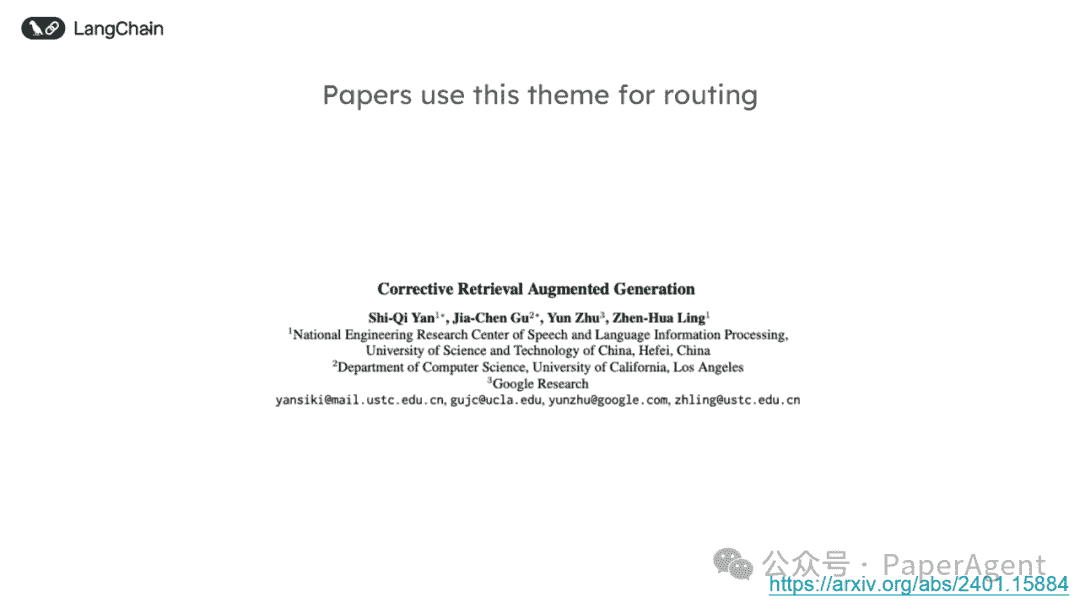 LangChain
Papers use this theme for routing
Corrective Retrieval Augmented Generation
Shi-Qi Yan¹*, Jia-Chen Gu²*, Yun Zhu³, Zhen-Hua Ling¹
¹National Engineering Research Center of Speech and Language Information Processing,
University of Science and Technology of China, Hefei, China
²Department of Computer Science, University of California, Los Angeles
³Google Research
yansiki@mail.ustc.edu.cn, gujc@ucla.edu, yunzhu@google.com, zhling@ustc.edu.cn
公众号 · PaperAgent
https://arxiv.org/abs/2401.15884